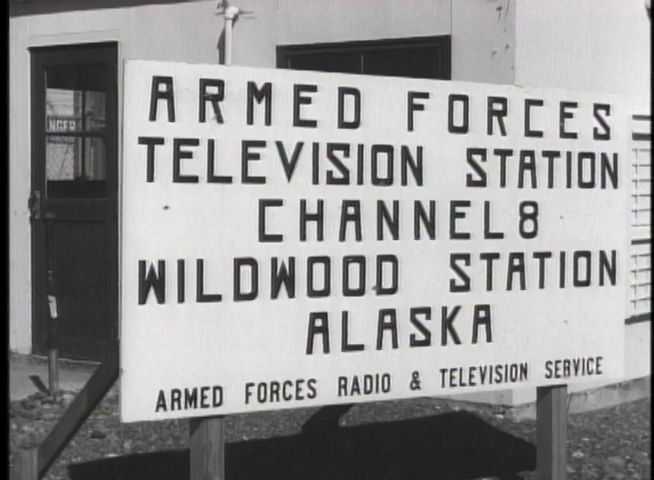 ARMED FORCES
TELEVISION STATION
CHANNEL 8
WILDWOOD STATION
ALASKA
ARMED FORCES RADIO & TELEVISION SERVICE